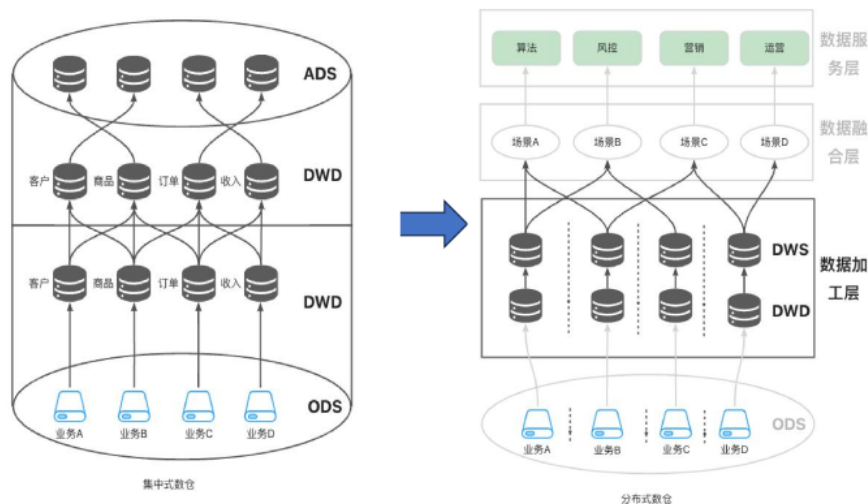 ADS
客户 商品 订单 收入
DWD
客户 商品 订单 收入
DWD
ODS
业务A 业务B 业务C 业务D
集中式数仓
算法 风控 营销 运营
数据服
务层
场景A 场景B 场景C 场景D
数据融
合层
DWS
数据加
工层
DWD
ODS
业务A 业务B 业务C 业务D
分布式数仓